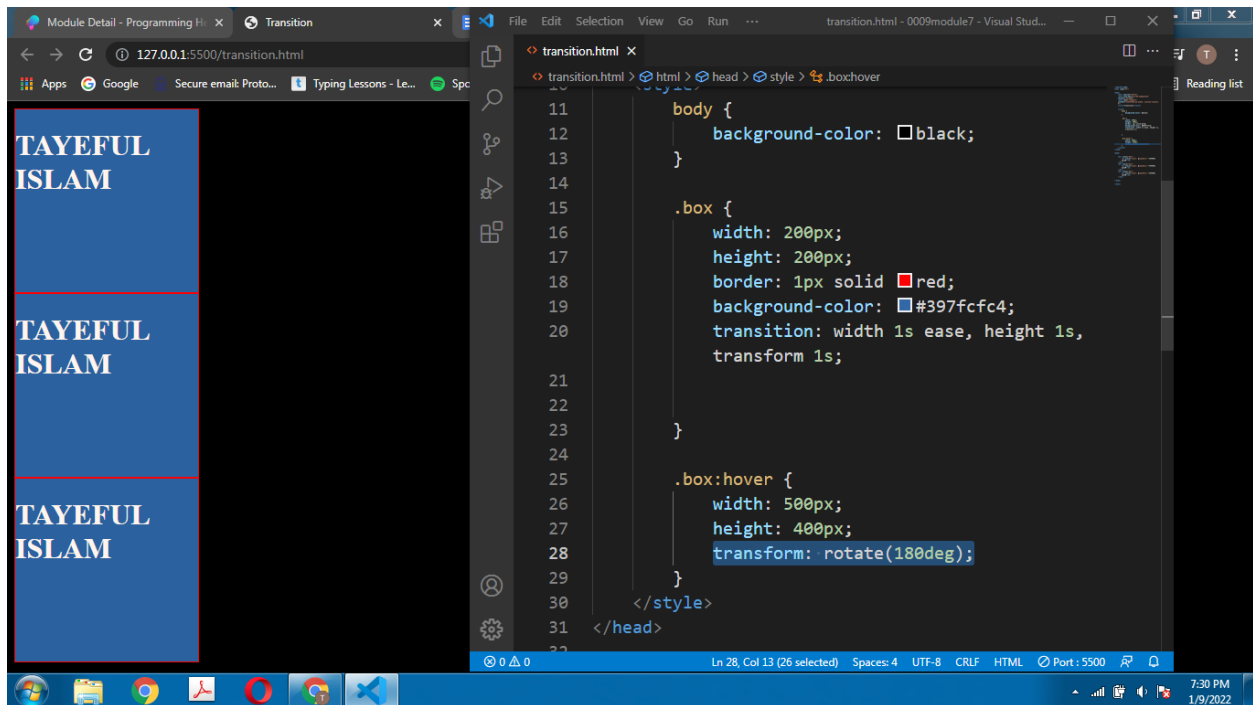 Module Detail - Programming He
Transition
File Edit Selection View Go Run ···
transition.html - 0009module7 - Visual Stud...
127.0.0.1:5500/transition.html
transition.html
T
Apps Google Secure email: Proto... Typing Lessons - Le... Spo
transition.html > html > head > style > .box:hover
Reading list
10 <style>
11 body {
12 background-color: black;
13 }
14
15 .box {
16 width: 200px;
17 height: 200px;
18 border: 1px solid red;
19 background-color: #397fcfc4;
20 transition: width 1s ease, height 1s,
transform 1s;
21
22
23 }
24
25 .box:hover {
26 width: 500px;
27 height: 400px;
28 transform: rotate(180deg);
29 }
30 </style>
31 </head>
32
TAYEFUL
ISLAM
TAYEFUL
ISLAM
TAYEFUL
ISLAM
0 0 Ln 28, Col 13 (26 selected) Spaces: 4 UTF-8 CRLF HTML Port : 5500
7:30 PM
1/9/2022